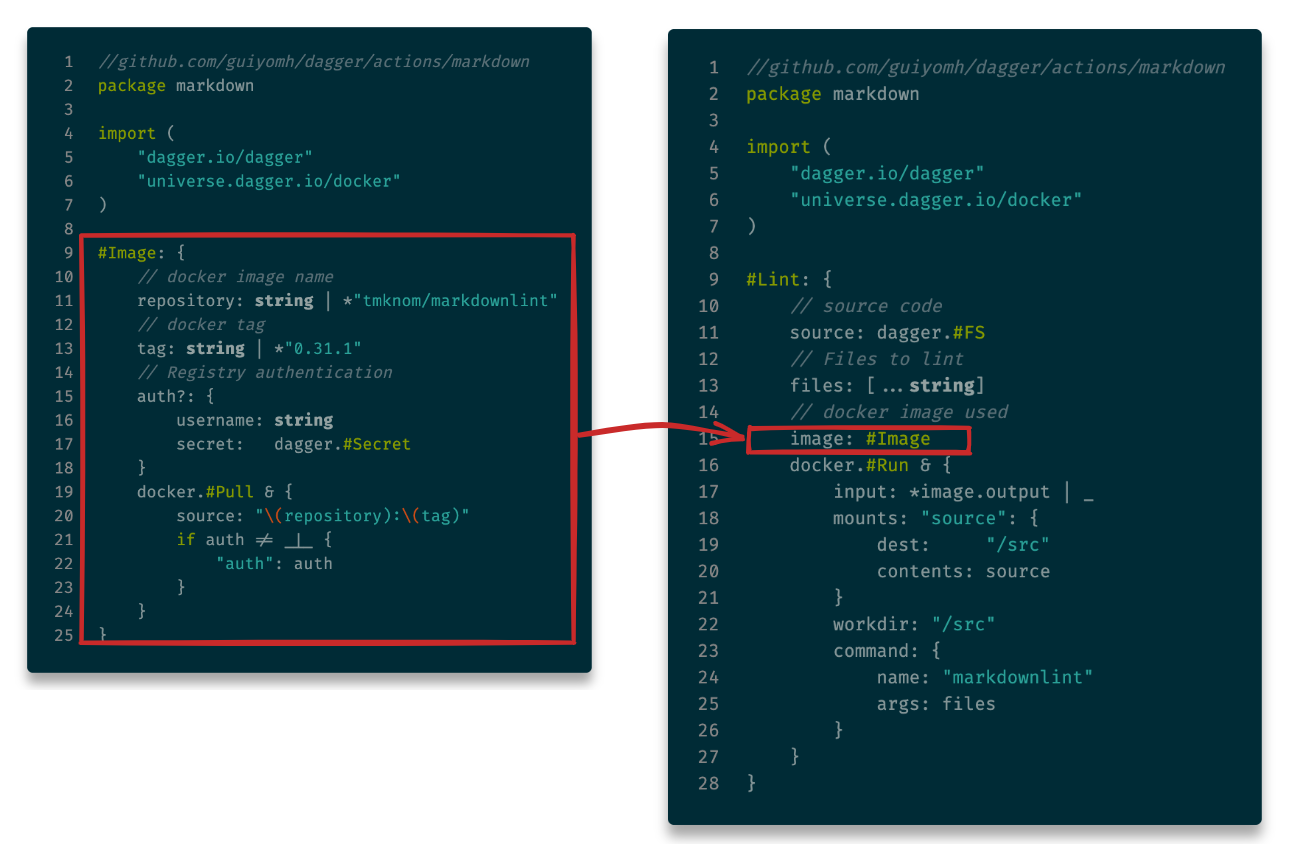 1 //github.com/guiyomh/dagger/actions/markdown
2 package markdown
3
4 import (
5     "dagger.io/dagger"
6     "universe.dagger.io/docker"
7 )
8
9 #Image: {
10     // docker image name
11     repository: string | *"tmknom/markdownlint"
12     // docker tag
13     tag: string | *"0.31.1"
14     // Registry authentication
15     auth?: {
16         username: string
17         secret:   dagger.#Secret
18     }
19     docker.#Pull & {
20         source: "\(repository):\(tag)"
21         if auth != _|_ {
22             "auth": auth
23         }
24     }
25 }
1 //github.com/guiyomh/dagger/actions/markdown
2 package markdown
3
4 import (
5     "dagger.io/dagger"
6     "universe.dagger.io/docker"
7 )
8
9 #Lint: {
10     // source code
11     source: dagger.#FS
12     // Files to lint
13     files: [...string]
14     // docker image used
15     image: #Image
16     docker.#Run & {
17         input: *image.output | _
18         mounts: "source": {
19             dest:     "/src"
20             contents: source
21         }
22         workdir: "/src"
23         command: {
24             name: "markdownlint"
25             args: files
26         }
27     }
28 }